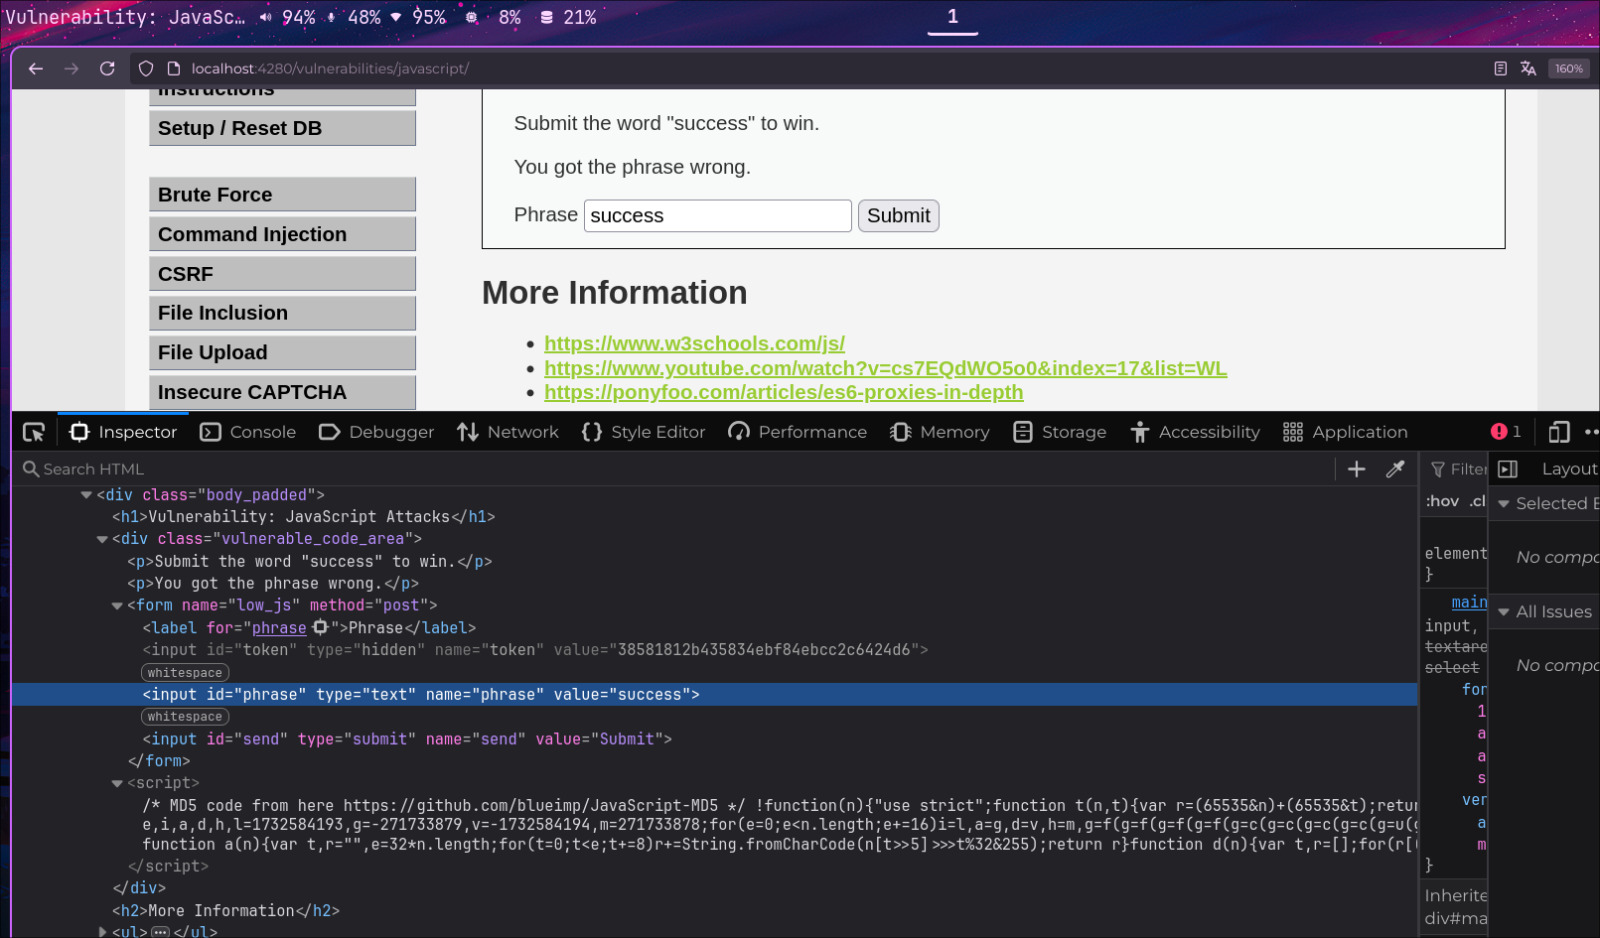 Vulnerability: JavaSc… 94% 48% 95% 8% 21%
1
localhost:4280/vulnerabilities/javascript/
160%
Instructions
Setup / Reset DB
Brute Force
Command Injection
CSRF
File Inclusion
File Upload
Insecure CAPTCHA
Submit the word "success" to win.
You got the phrase wrong.
Phrase success Submit
More Information
https://www.w3schools.com/js/
https://www.youtube.com/watch?v=cs7EQdWO5o0&index=17&list=WL
https://ponyfoo.com/articles/es6-proxies-in-depth
Inspector Console Debugger Network Style Editor Performance Memory Storage Accessibility Application 1
Search HTML
<div class="body_padded">
<h1>Vulnerability: JavaScript Attacks</h1>
<div class="vulnerable_code_area">
<p>Submit the word "success" to win.</p>
<p>You got the phrase wrong.</p>
<form name="low_js" method="post">
<label for="phrase">Phrase</label>
<input id="token" type="hidden" name="token" value="38581812b435834ebf84ebcc2c6424d6">
whitespace
<input id="phrase" type="text" name="phrase" value="success">
whitespace
<input id="send" type="submit" name="send" value="Submit">
</form>
<script>
/* MD5 code from here https://github.com/blueimp/JavaScript-MD5 */ !function(n){"use strict";function t(n,t){var r=(65535&n)+(65535&t);retur
e,i,a,d,h,l=1732584193,g=-271733879,v=-1732584194,m=271733878;for(e=0;e<n.length;e+=16)i=l,a=g,d=v,h=m,g=f(g=f(g=f(g=f(g=c(g=c(g=c(g=c(g=u(g
function a(n){var t,r="",e=32*n.length;for(t=0;t<e;t+=8)r+=String.fromCharCode(n[t>>5]>>>t%32&255);return r}function d(n){var t,r=[];for(r[(
</script>
</div>
<h2>More Information</h2>
<ul>…</ul>
Filter
:hov .cl
element
}
main
input,
textare
select
fon
1
a
a
s
ver
a
m
}
Inherite
div#ma
Layout
Selected E
No compa
All Issues
No compa